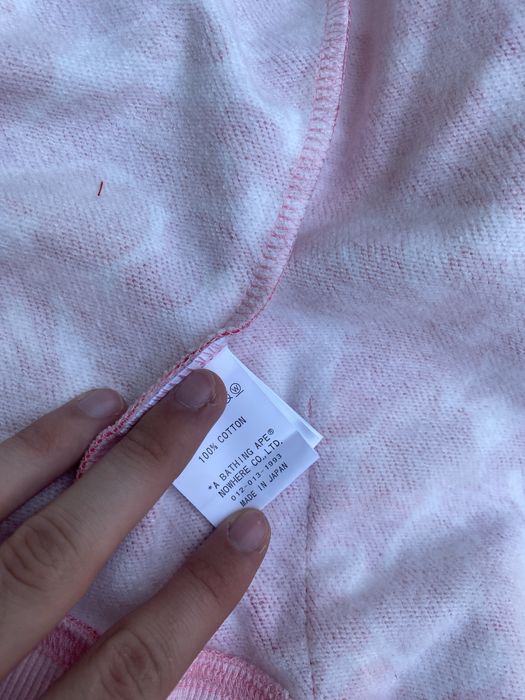 W
100% COTTON
*A BATHING APE®
NOWHERE CO., LTD.
012-013-1993
MADE IN JAPAN